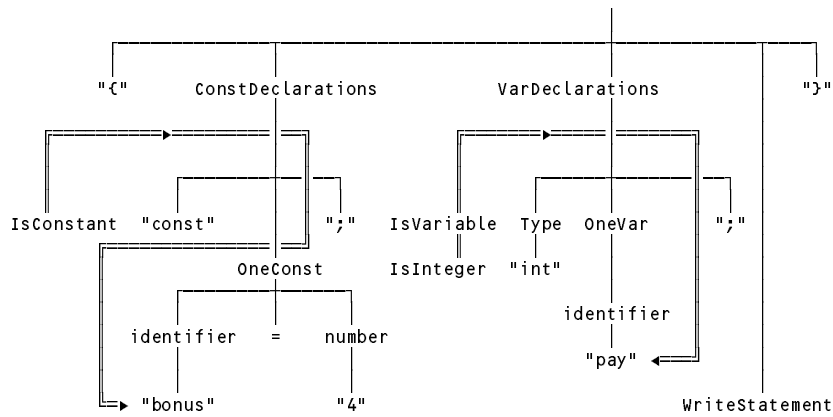 "{" ConstDeclarations VarDeclarations "}"
IsConstant "const" ";" IsVariable Type OneVar ";"
OneConst IsInteger "int"
identifier
identifier = number
"pay"
"bonus" "4" WriteStatement